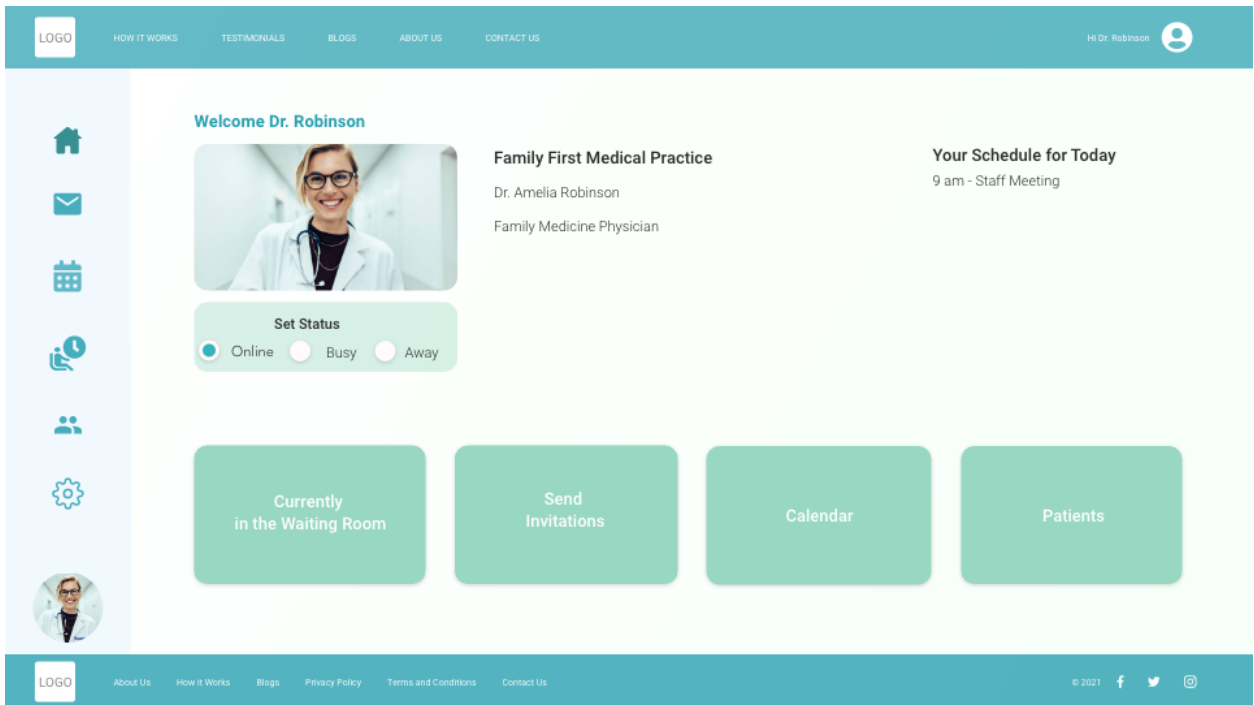 LOGO
HOW IT WORKS
TESTIMONIALS
BLOGS
ABOUT US
CONTACT US
Hi Dr. Robinson
Welcome Dr. Robinson
Family First Medical Practice
Dr. Amelia Robinson
Family Medicine Physician
Your Schedule for Today
9 am - Staff Meeting
Set Status
Online
Busy
Away
Currently
in the Waiting Room
Send
Invitations
Calendar
Patients
LOGO
About Us
How it Works
Blogs
Privacy Policy
Terms and Conditions
Contact Us
© 2021